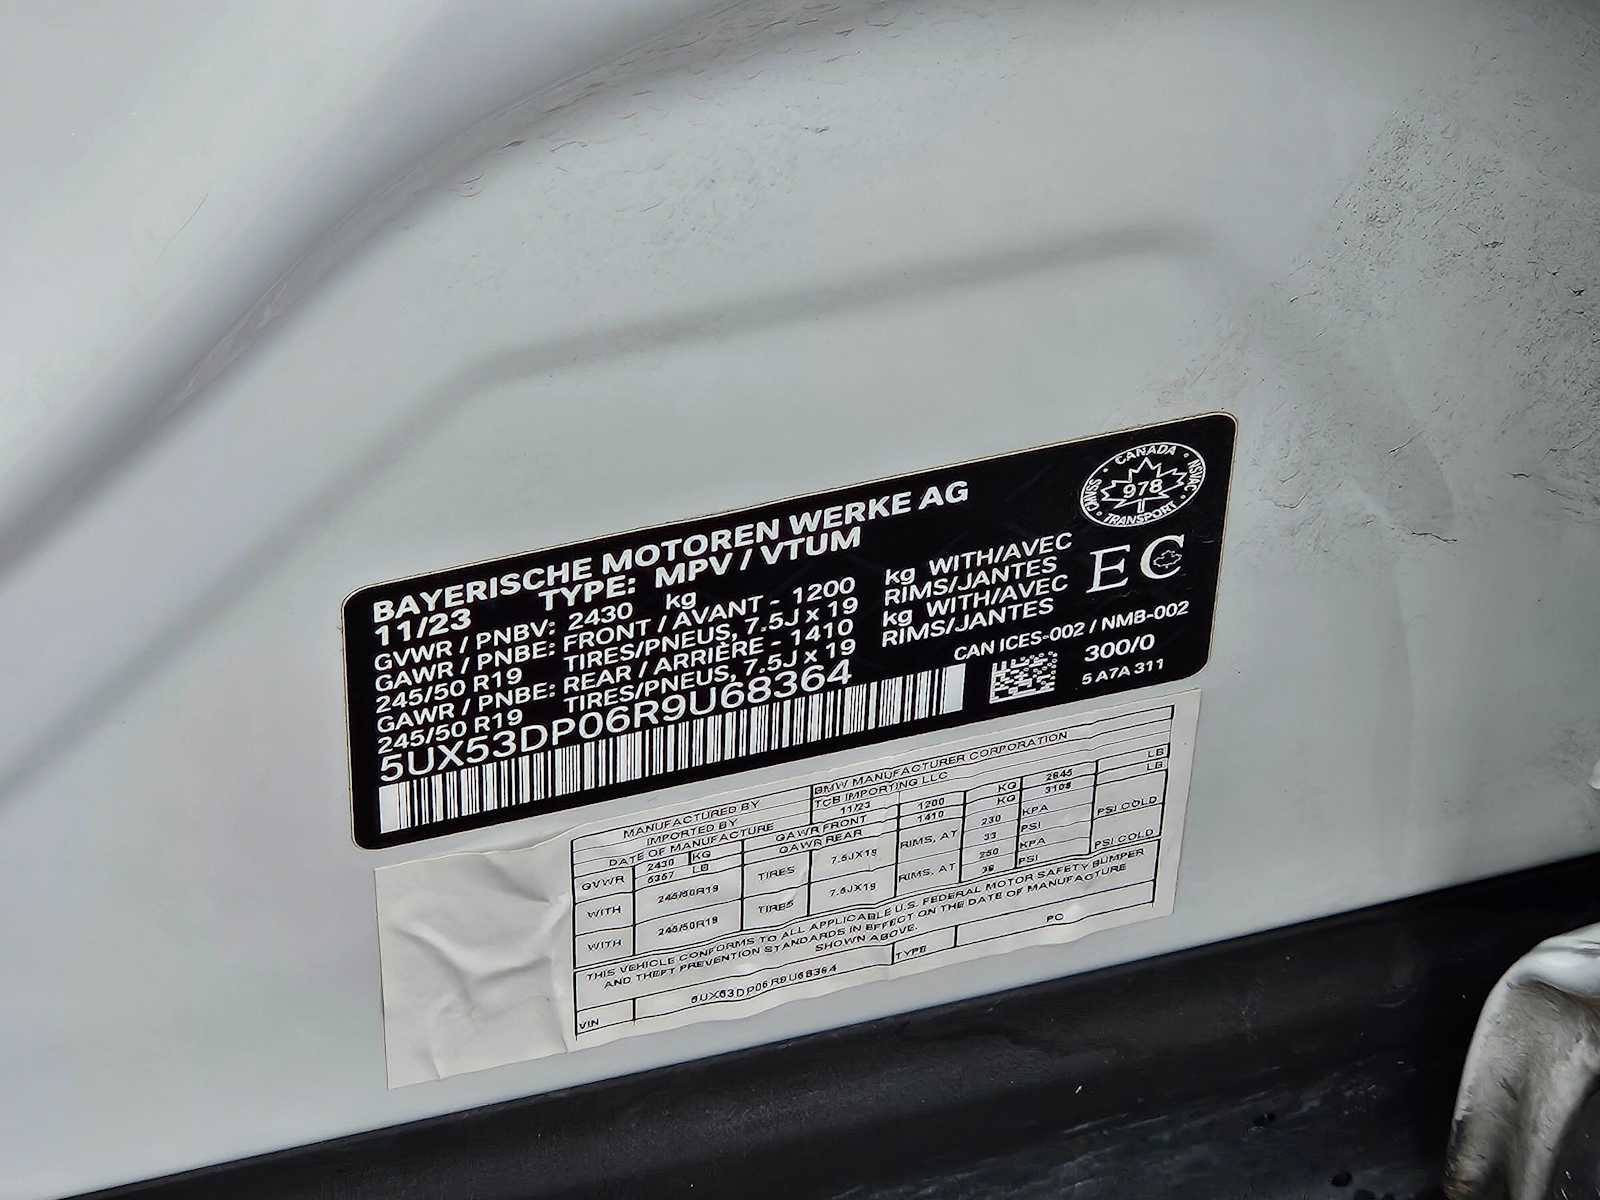 BAYERISCHE MOTOREN WERKE AG
11/23 TYPE: MPV / VTUM
GVWR / PNBV: 2430 kg
GAWR / PNBE: FRONT / AVANT - 1200 kg WITH/AVEC
245/50 R19 TIRES/PNEUS, 7.5J x 19 RIMS/JANTES
GAWR / PNBE: REAR / ARRIÈRE - 1410 kg WITH/AVEC
245/50 R19 TIRES/PNEUS, 7.5J x 19 RIMS/JANTES
5UX53DP06R9U68364
CANADA
NSVAC
978
CMVSS
TRANSPORT
EC
CAN ICES-002 / NMB-002
300/0
5 A7A 311
MANUFACTURED BY BMW MANUFACTURER CORPORATION
IMPORTED BY TCB IMPORTING LLC
DATE OF MANUFACTURE 11/23
GVWR 2430 KG GAWR FRONT 1200 KG 2645 LB
5357 LB GAWR REAR 1410 KG 3108 LB
WITH 245/50R19 TIRES 7.5JX19 RIMS, AT 230 KPA
33 PSI PSI COLD
WITH 245/50R19 TIRES 7.5JX19 RIMS, AT 250 KPA
PSI PSI COLD
THIS VEHICLE CONFORMS TO ALL APPLICABLE U.S. FEDERAL MOTOR SAFETY BUMPER
AND THEFT PREVENTION STANDARDS IN EFFECT ON THE DATE OF MANUFACTURE
SHOWN ABOVE.
VIN 5UX53DP06R9U68364 TYPE PC